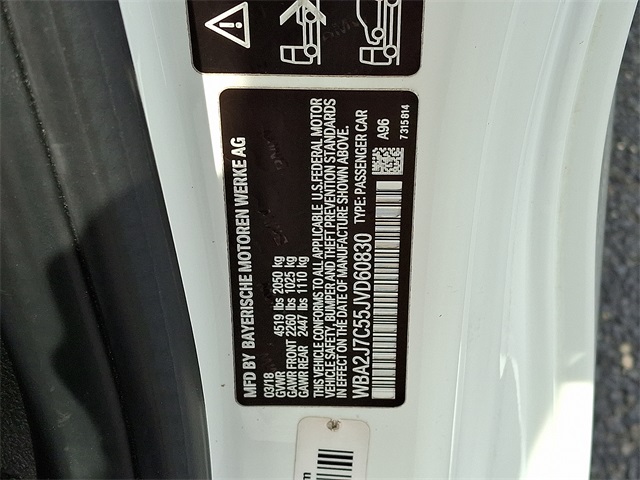 MFD BY BAYERISCHE MOTOREN WERKE AG
03/18
GVWR 4519 lbs 2050 kg
GAWR FRONT 2260 lbs 1025 kg
GAWR REAR 2447 lbs 1110 kg
THIS VEHICLE CONFORMS TO ALL APPLICABLE U.S. FEDERAL MOTOR
VEHICLE SAFETY, BUMPER AND THEFT PREVENTION STANDARDS
IN EFFECT ON THE DATE OF MANUFACTURE SHOWN ABOVE.
WBA2J7C55JVD60830 TYPE: PASSENGER CAR
A96
7315814